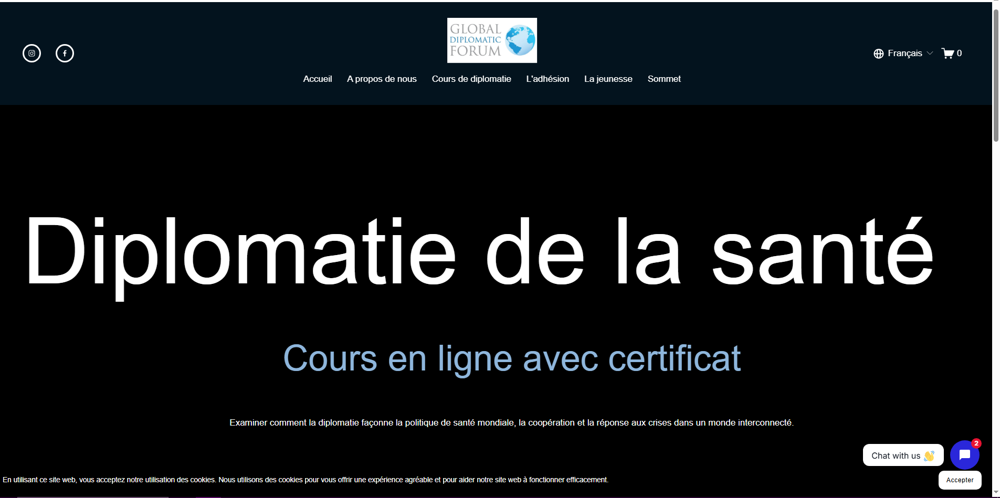 GLOBAL
DIPLOMATIC
FORUM
Français
0
Accueil A propos de nous Cours de diplomatie L'adhésion La jeunesse Sommet
Diplomatie de la santé
Cours en ligne avec certificat
Examiner comment la diplomatie façonne la politique de santé mondiale, la coopération et la réponse aux crises dans un monde interconnecté.
2
Chat with us 👋
En utilisant ce site web, vous acceptez notre utilisation des cookies. Nous utilisons des cookies pour vous offrir une expérience agréable et pour aider notre site web à fonctionner efficacement.
Accepter